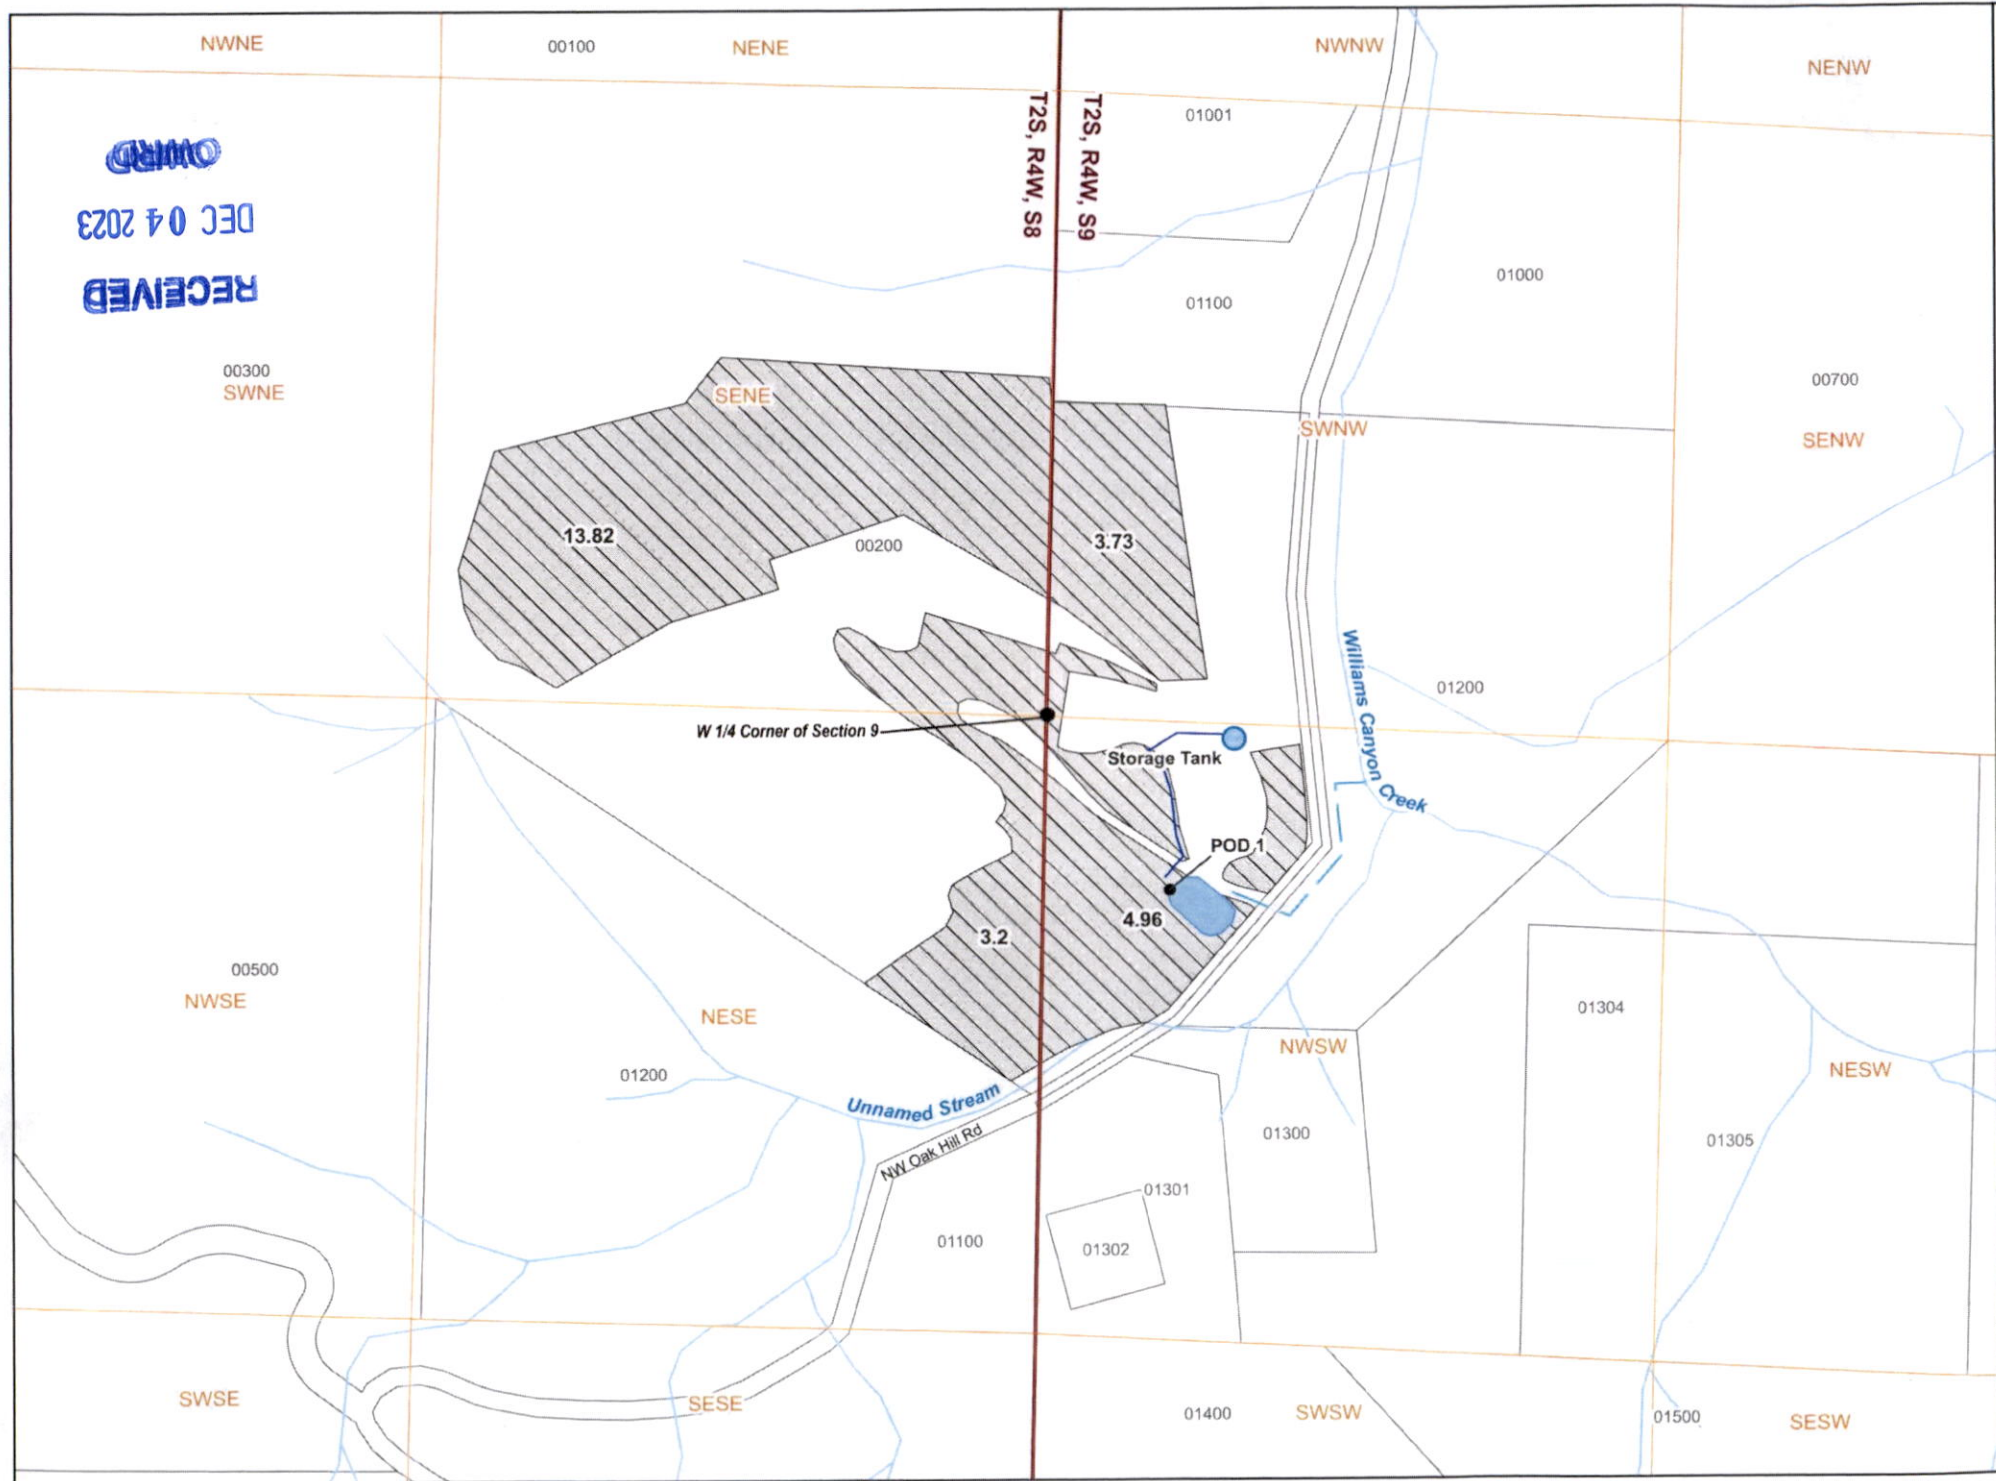 NWNE
00100
NENE
NWNW
NENW
T2S, R4W, S8
T2S, R4W, S9
01001
OWRD
DEC 04 2023
RECEIVED
01100
01000
00300
SWNE
SENE
SWNW
00700
SENW
13.82
00200
3.73
W 1/4 Corner of Section 9
Storage Tank
Williams Canyon Creek
01200
POD 1
4.96
3.2
00500
NWSE
NESE
NWSW
01304
NESW
01200
Unnamed Stream
NW Oak Hill Rd
01300
01305
01301
01302
01100
SWSE
SESE
01400
SWSW
01500
SESW